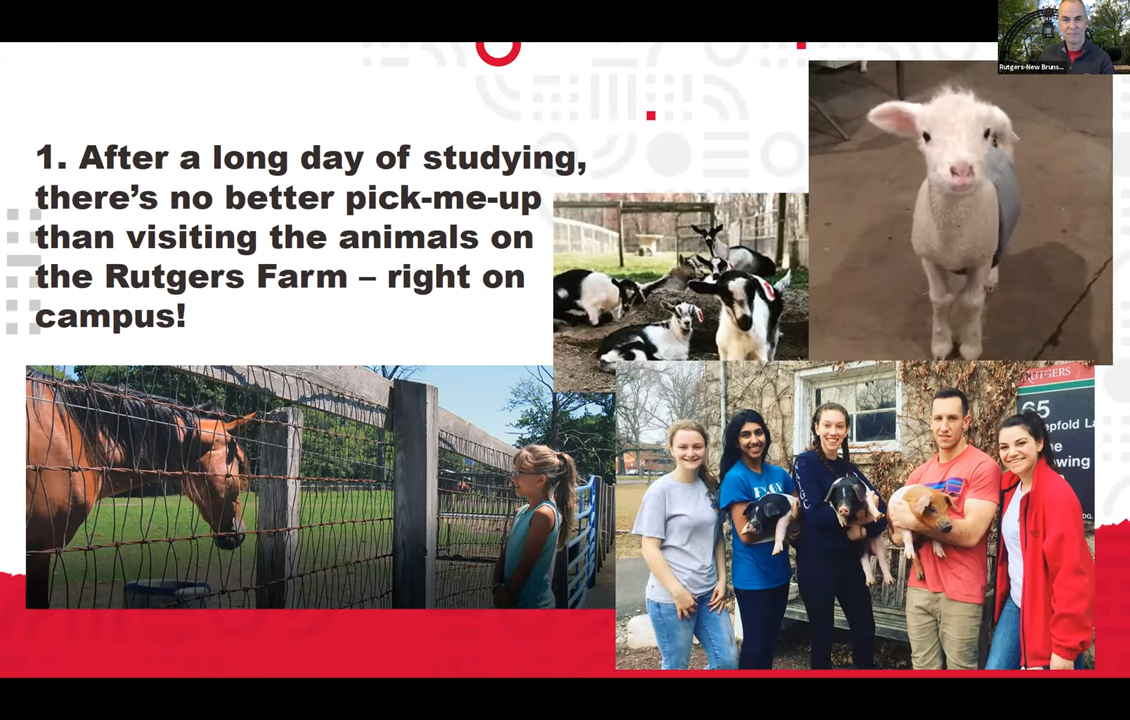 Rutgers-New Bruns...
1. After a long day of studying,
there's no better pick-me-up
than visiting the animals on
the Rutgers Farm – right on
campus!
RUTGERS
65